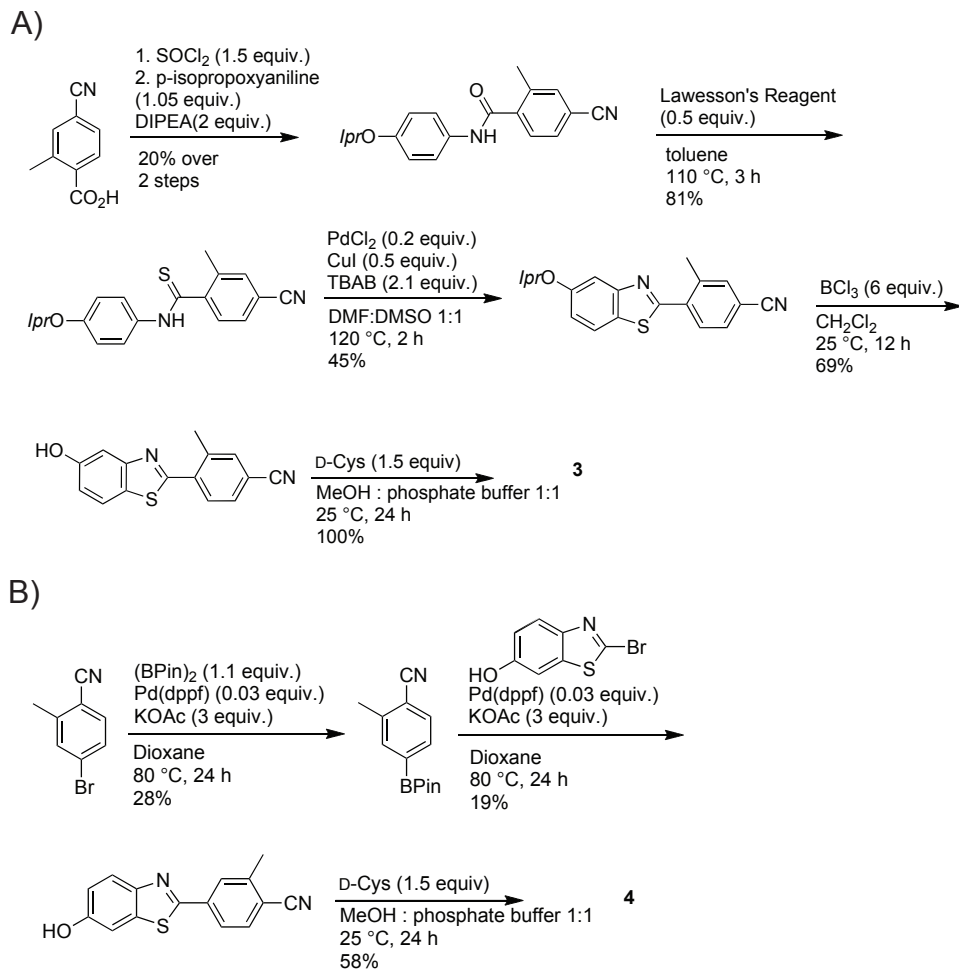 A)
CN
CO2H
1. SOCl2 (1.5 equiv.)
2. p-isopropoxyaniline
(1.05 equiv.)
DIPEA(2 equiv.)
20% over
2 steps
IprO
NH
O
CN
Lawesson's Reagent
(0.5 equiv.)
toluene
110 °C, 3 h
81%
IprO
NH
S
CN
PdCl2 (0.2 equiv.)
CuI (0.5 equiv.)
TBAB (2.1 equiv.)
DMF:DMSO 1:1
120 °C, 2 h
45%
IprO
N
S
CN
BCl3 (6 equiv.)
CH2Cl2
25 °C, 12 h
69%
HO
N
S
CN
D-Cys (1.5 equiv)
MeOH : phosphate buffer 1:1
25 °C, 24 h
100%
3
B)
CN
Br
(BPin)2 (1.1 equiv.)
Pd(dppf) (0.03 equiv.)
KOAc (3 equiv.)
Dioxane
80 °C, 24 h
28%
CN
BPin
N
Br
S
HO
Pd(dppf) (0.03 equiv.)
KOAc (3 equiv.)
Dioxane
80 °C, 24 h
19%
HO
N
S
CN
D-Cys (1.5 equiv)
MeOH : phosphate buffer 1:1
25 °C, 24 h
58%
4